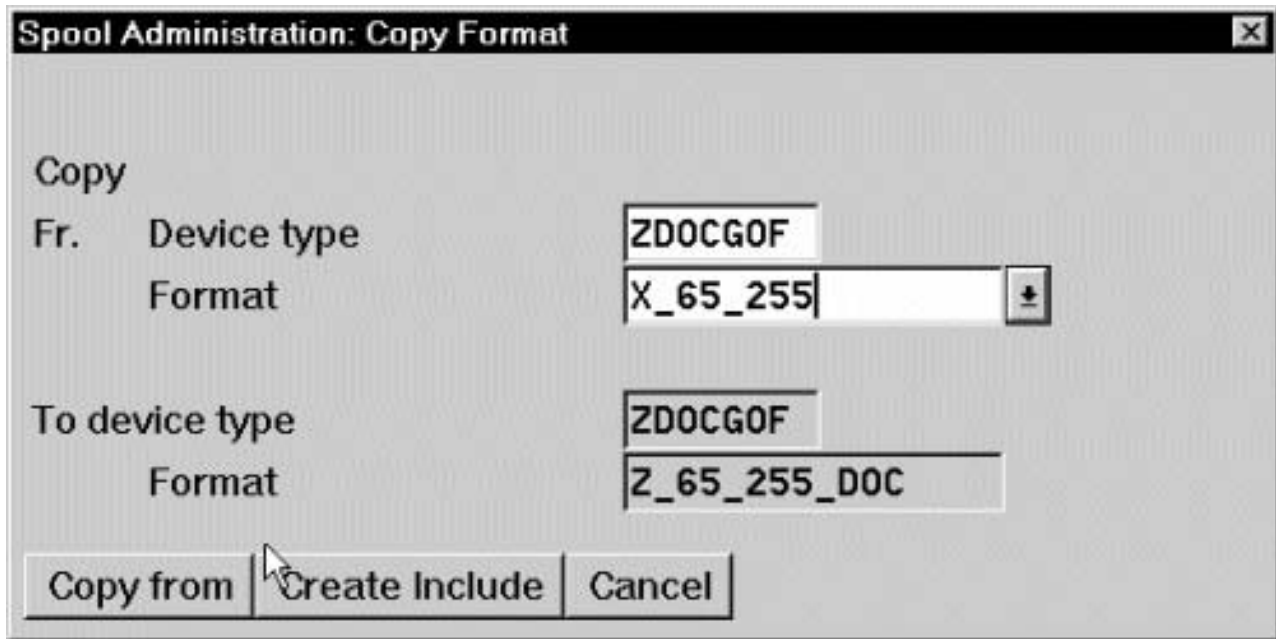 Spool Administration: Copy Format
Copy
Fr. Device type ZDOCGOF
Format X_65_255
To device type ZDOCGOF
Format Z_65_255_DOC
Copy from Create Include Cancel